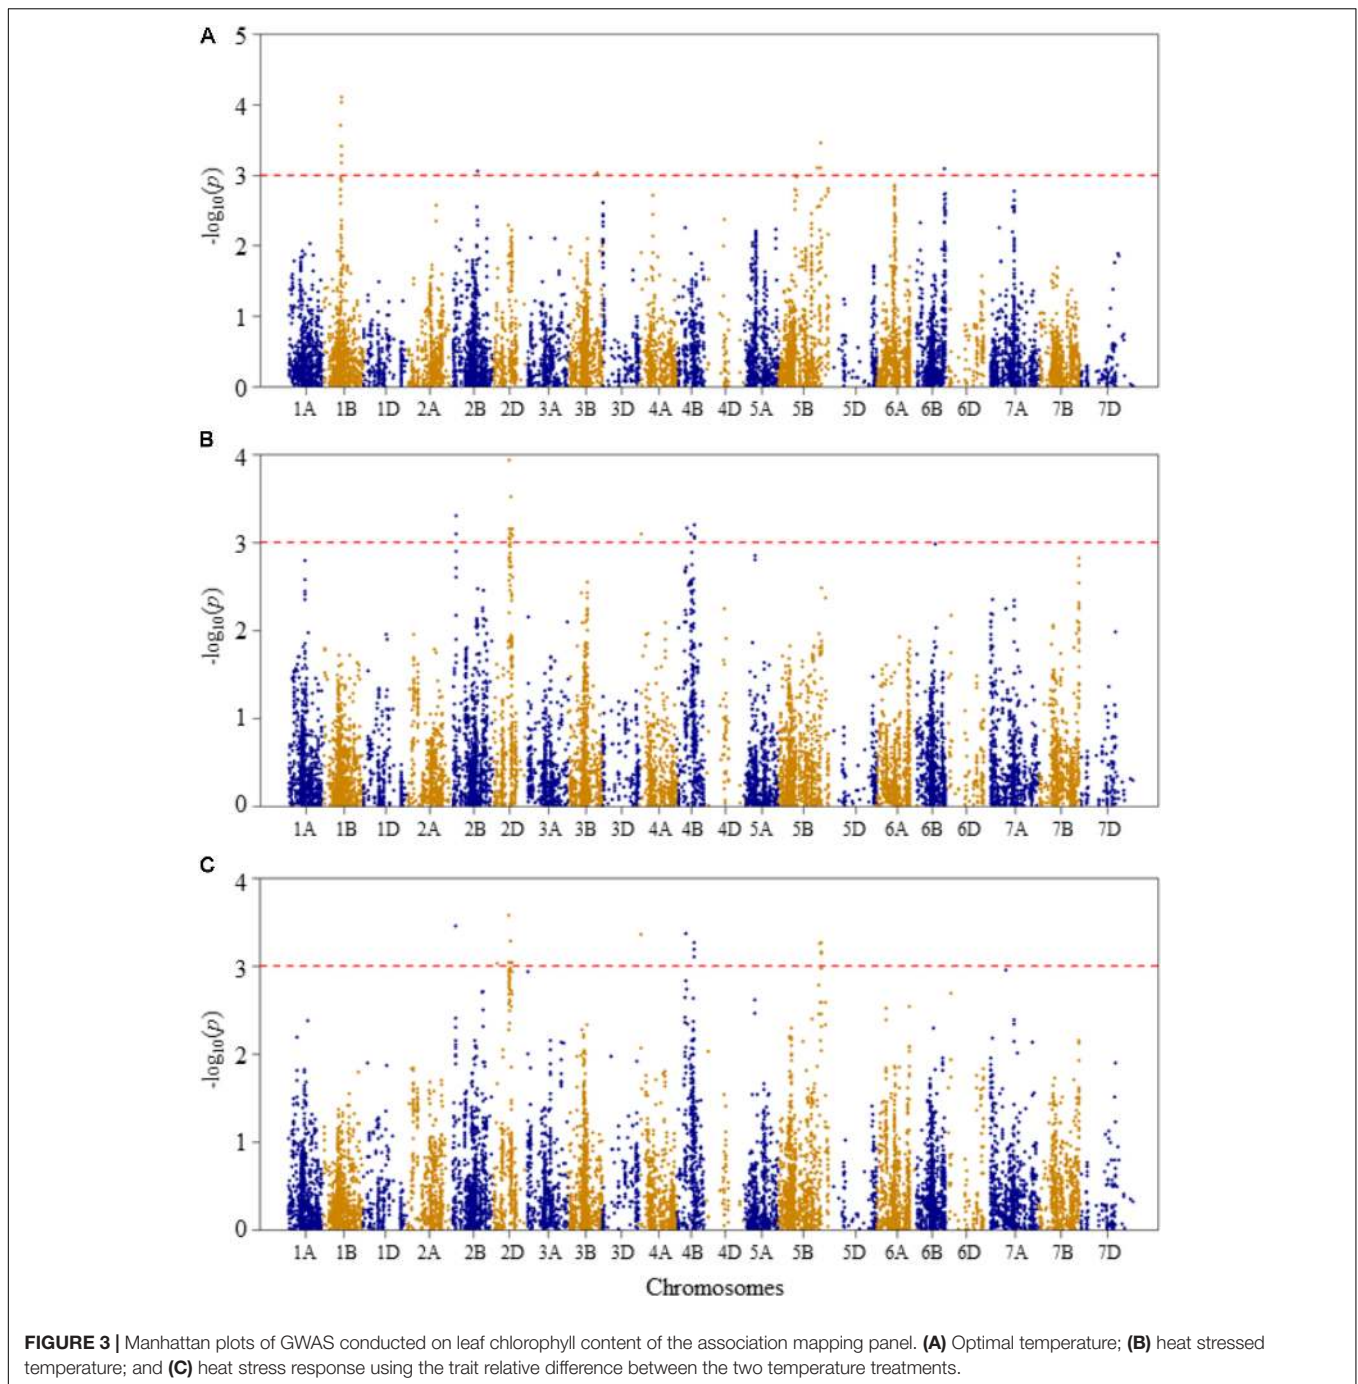 A
5
4
3
2
1
0
-log10(p)
1A 1B 1D 2A 2B 2D 3A 3B 3D 4A 4B 4D 5A 5B 5D 6A 6B 6D 7A 7B 7D
B
4
3
2
1
0
-log10(p)
1A 1B 1D 2A 2B 2D 3A 3B 3D 4A 4B 4D 5A 5B 5D 6A 6B 6D 7A 7B 7D
C
4
3
2
1
0
-log10(p)
1A 1B 1D 2A 2B 2D 3A 3B 3D 4A 4B 4D 5A 5B 5D 6A 6B 6D 7A 7B 7D
Chromosomes
FIGURE 3 | Manhattan plots of GWAS conducted on leaf chlorophyll content of the association mapping panel. (A) Optimal temperature; (B) heat stressed
temperature; and (C) heat stress response using the trait relative difference between the two temperature treatments.